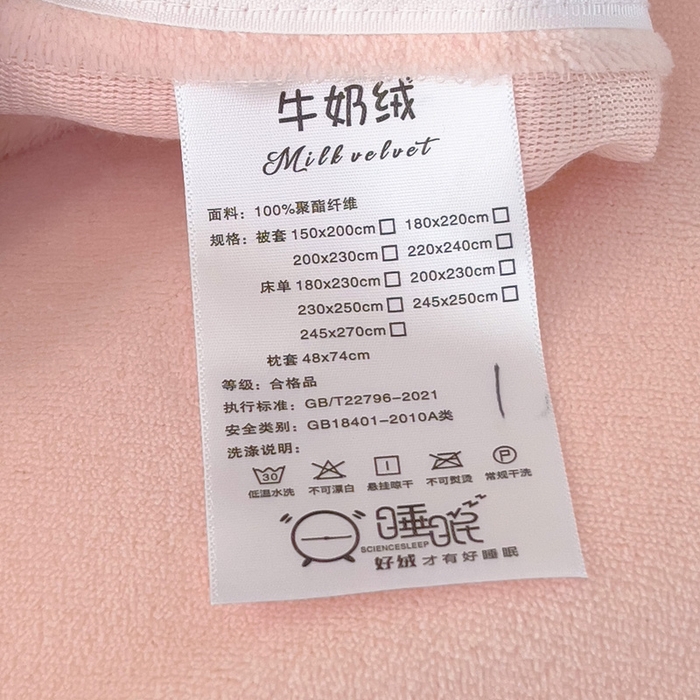 牛奶绒
Milk velvet
面料：100%聚酯纤维
规格：被套 150x200cm□ 180x220cm□
200x230cm□ 220x240cm□
床单 180x230cm□ 200x230cm□
230x250cm□ 245x250cm□
245x270cm□
枕套 48x74cm
等级：合格品
执行标准：GB/T22796-2021
安全类别：GB18401-2010A类
洗涤说明：
30 P
低温水洗 不可漂白 悬挂晾干 不可熨烫 常规干洗
睡眠
SCIENCESLEEP
好绒才有好睡眠